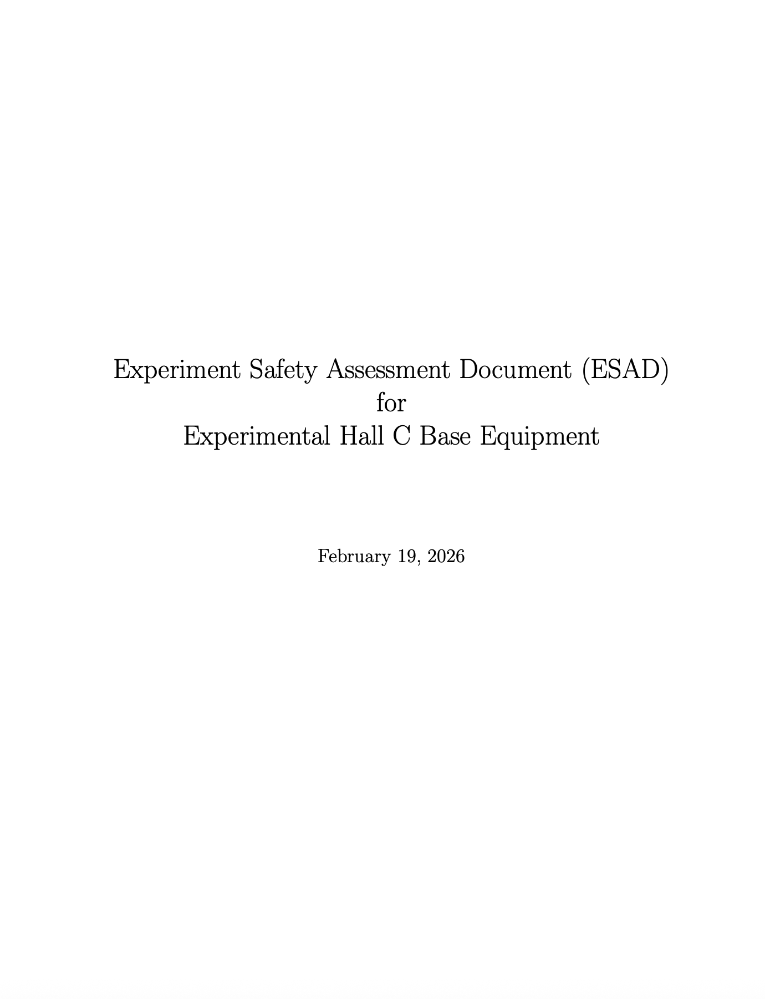 Experiment Safety Assessment Document (ESAD)
for
Experimental Hall C Base Equipment
February 19, 2026